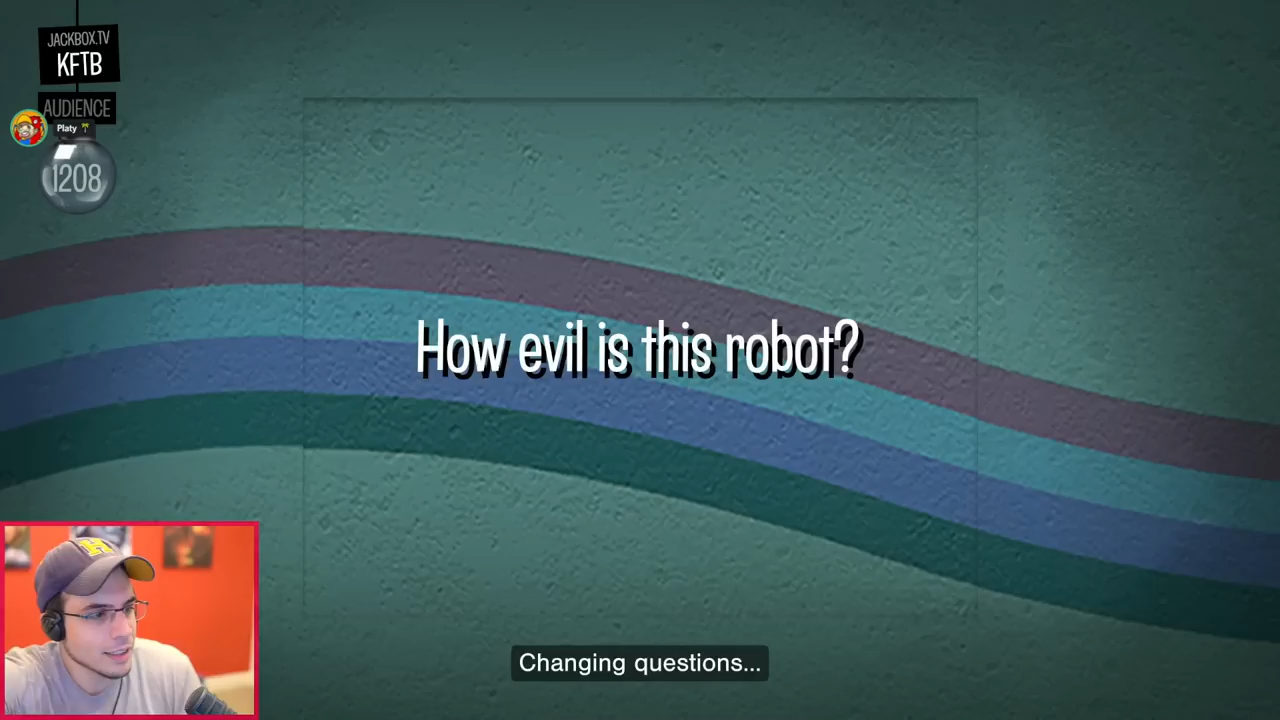 JACKBOX.TV
KFTB
AUDIENCE
Platy
1208
How evil is this robot?
H
Changing questions...